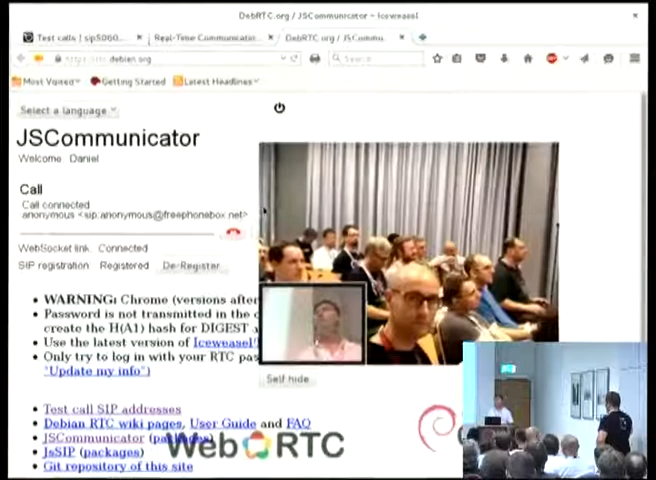 DebRTC.org / JSCommunicator - Iceweasel
Test calls | sip5060...
Real-Time Communicat...
DebRTC.org / JSCommu...
https://rtc.debian.org
Search
Most Visited
Getting Started
Latest Headlines
Select a language
JSCommunicator
Welcome Daniel
Call
Call connected
anonymous <sip:anonymous@freephonebox.net>
WebSocket link Connected
SIP registration Registered De-Register
WARNING: Chrome (versions after
Password is not transmitted in the c
create the H(A1) hash for DIGEST a
Use the latest version of Iceweasel
Only try to log in with your RTC pas
"Update my info")
Self hide
Test call SIP addresses
Debian RTC wiki pages, User Guide and FAQ
JSCommunicator (packages)
JsSIP (packages)
Git repository of this site
Web RTC